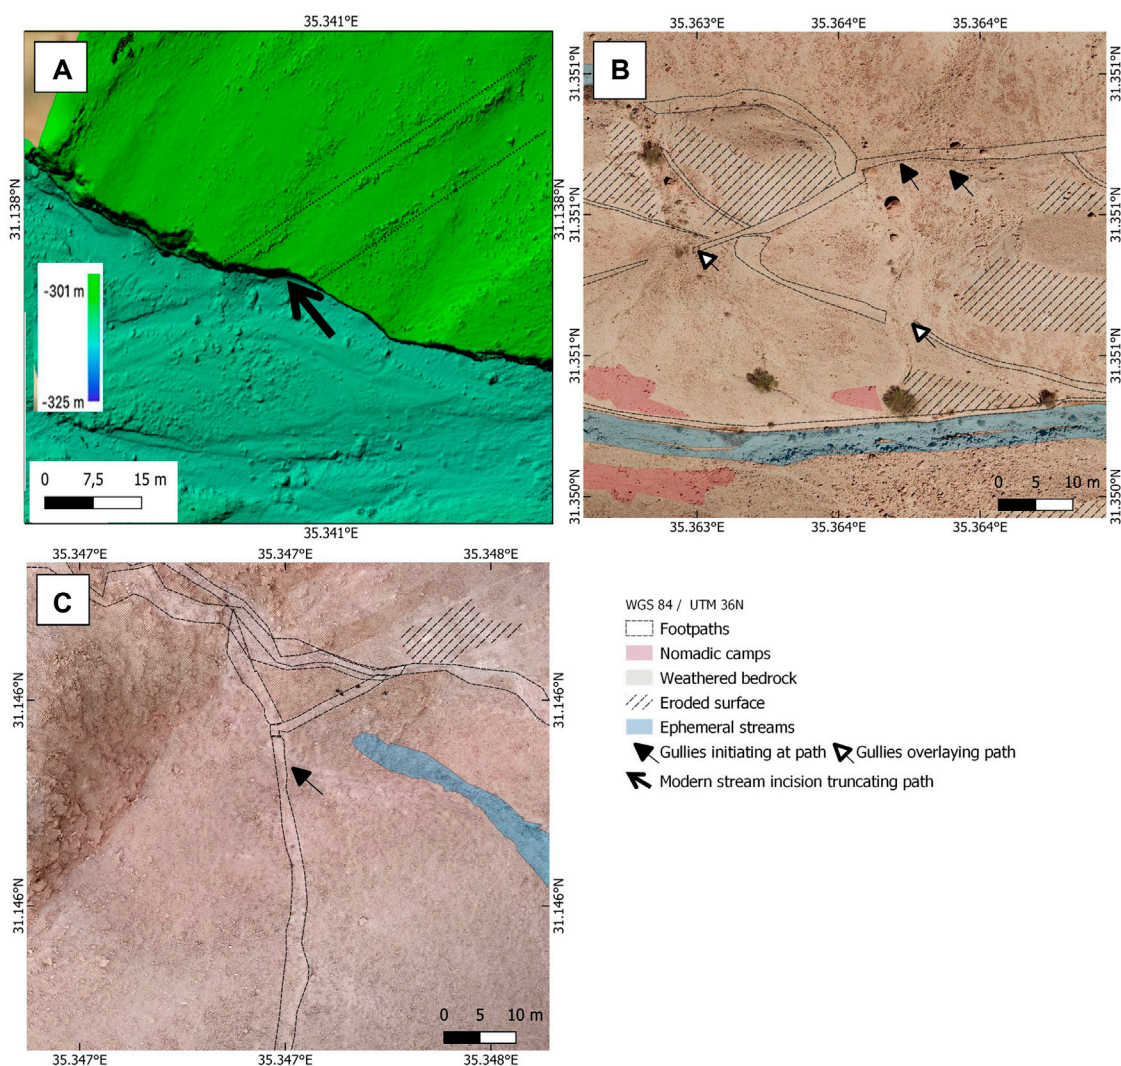 35.341°E
A
31.138°N
31.138°N
-301 m
-325 m
0 7,5 15 m
35.341°E
35.363°E 35.364°E 35.364°E
B
31.351°N
31.351°N
31.351°N
31.351°N
31.351°N
31.351°N
31.350°N
31.350°N
0 5 10 m
35.363°E 35.364°E 35.364°E
35.347°E 35.347°E 35.348°E
C
31.146°N
31.146°N
31.146°N
31.146°N
0 5 10 m
35.347°E 35.347°E 35.348°E
WGS 84 / UTM 36N
Footpaths
Nomadic camps
Weathered bedrock
Eroded surface
Ephemeral streams
Gullies initiating at path Gullies overlaying path
Modern stream incision truncating path